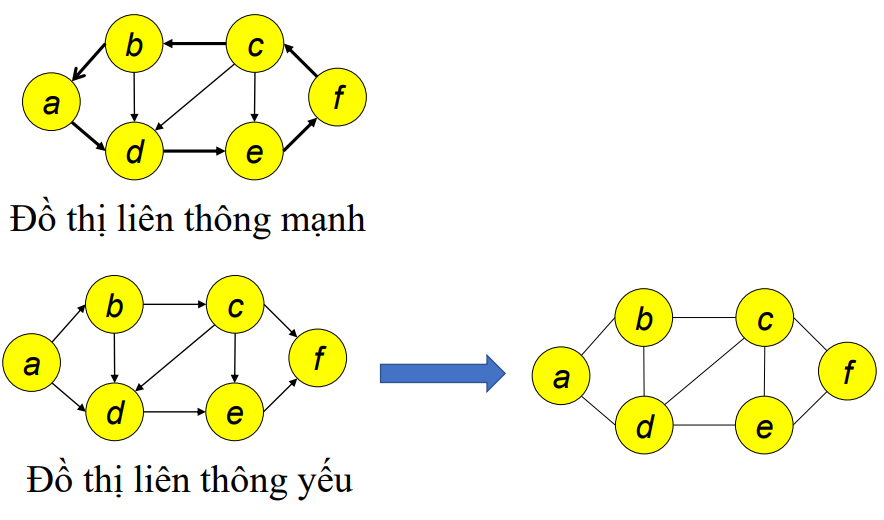 b c
a f
d e
Đồ thị liên thông mạnh
b c
a f
d e
Đồ thị liên thông yếu
b c
a f
d e